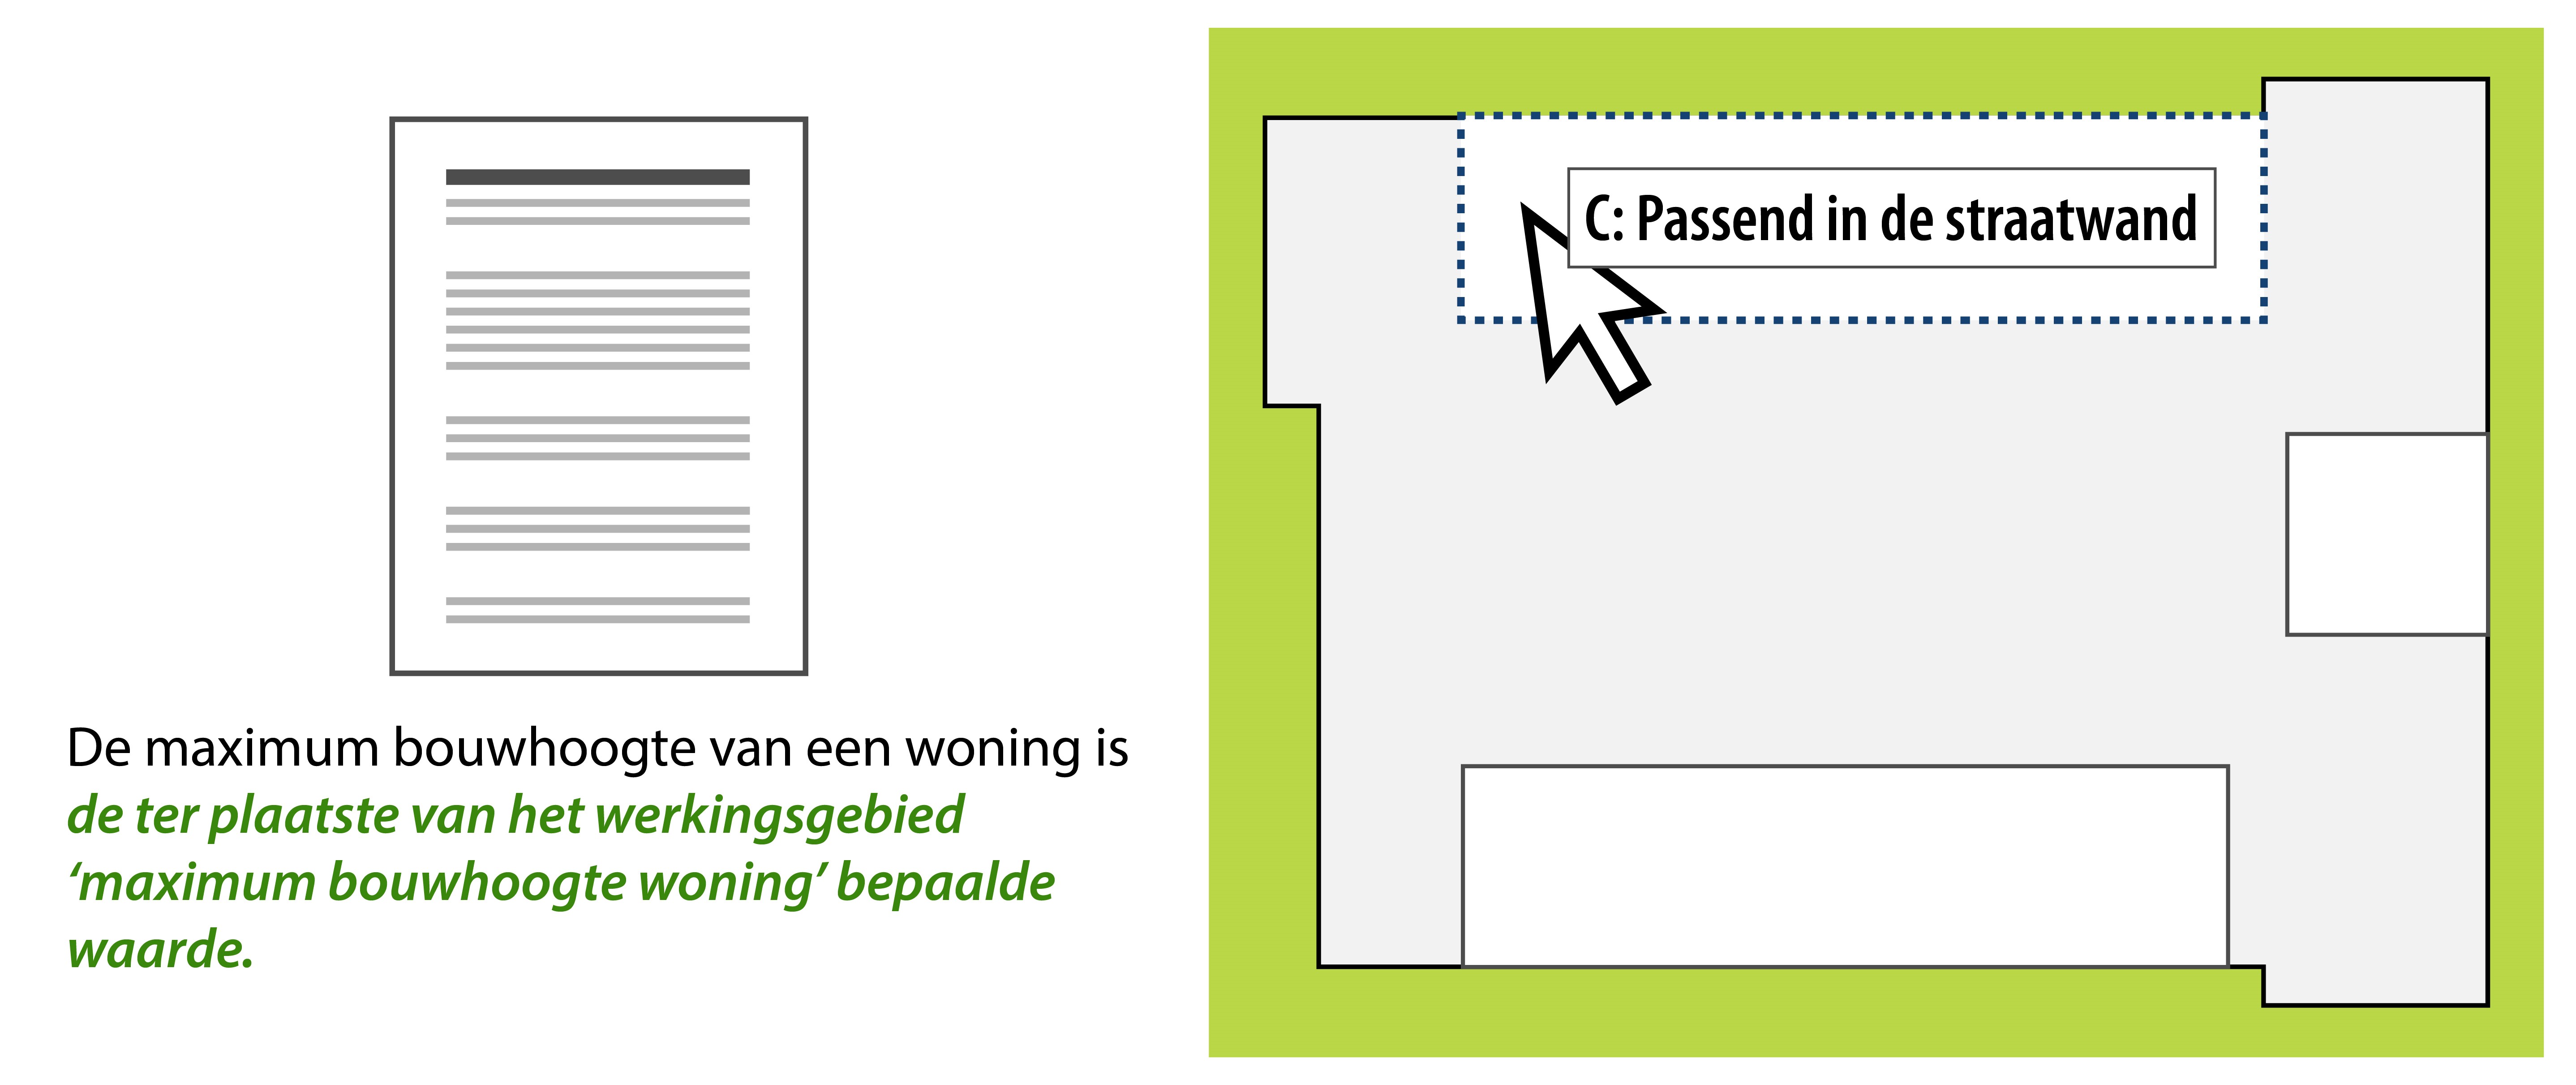 De maximum bouwhoogte van een woning is
de ter plaatste van het werkingsgebied
‘maximum bouwhoogte woning’ bepaalde
waarde.
C: Passend in de straatwand